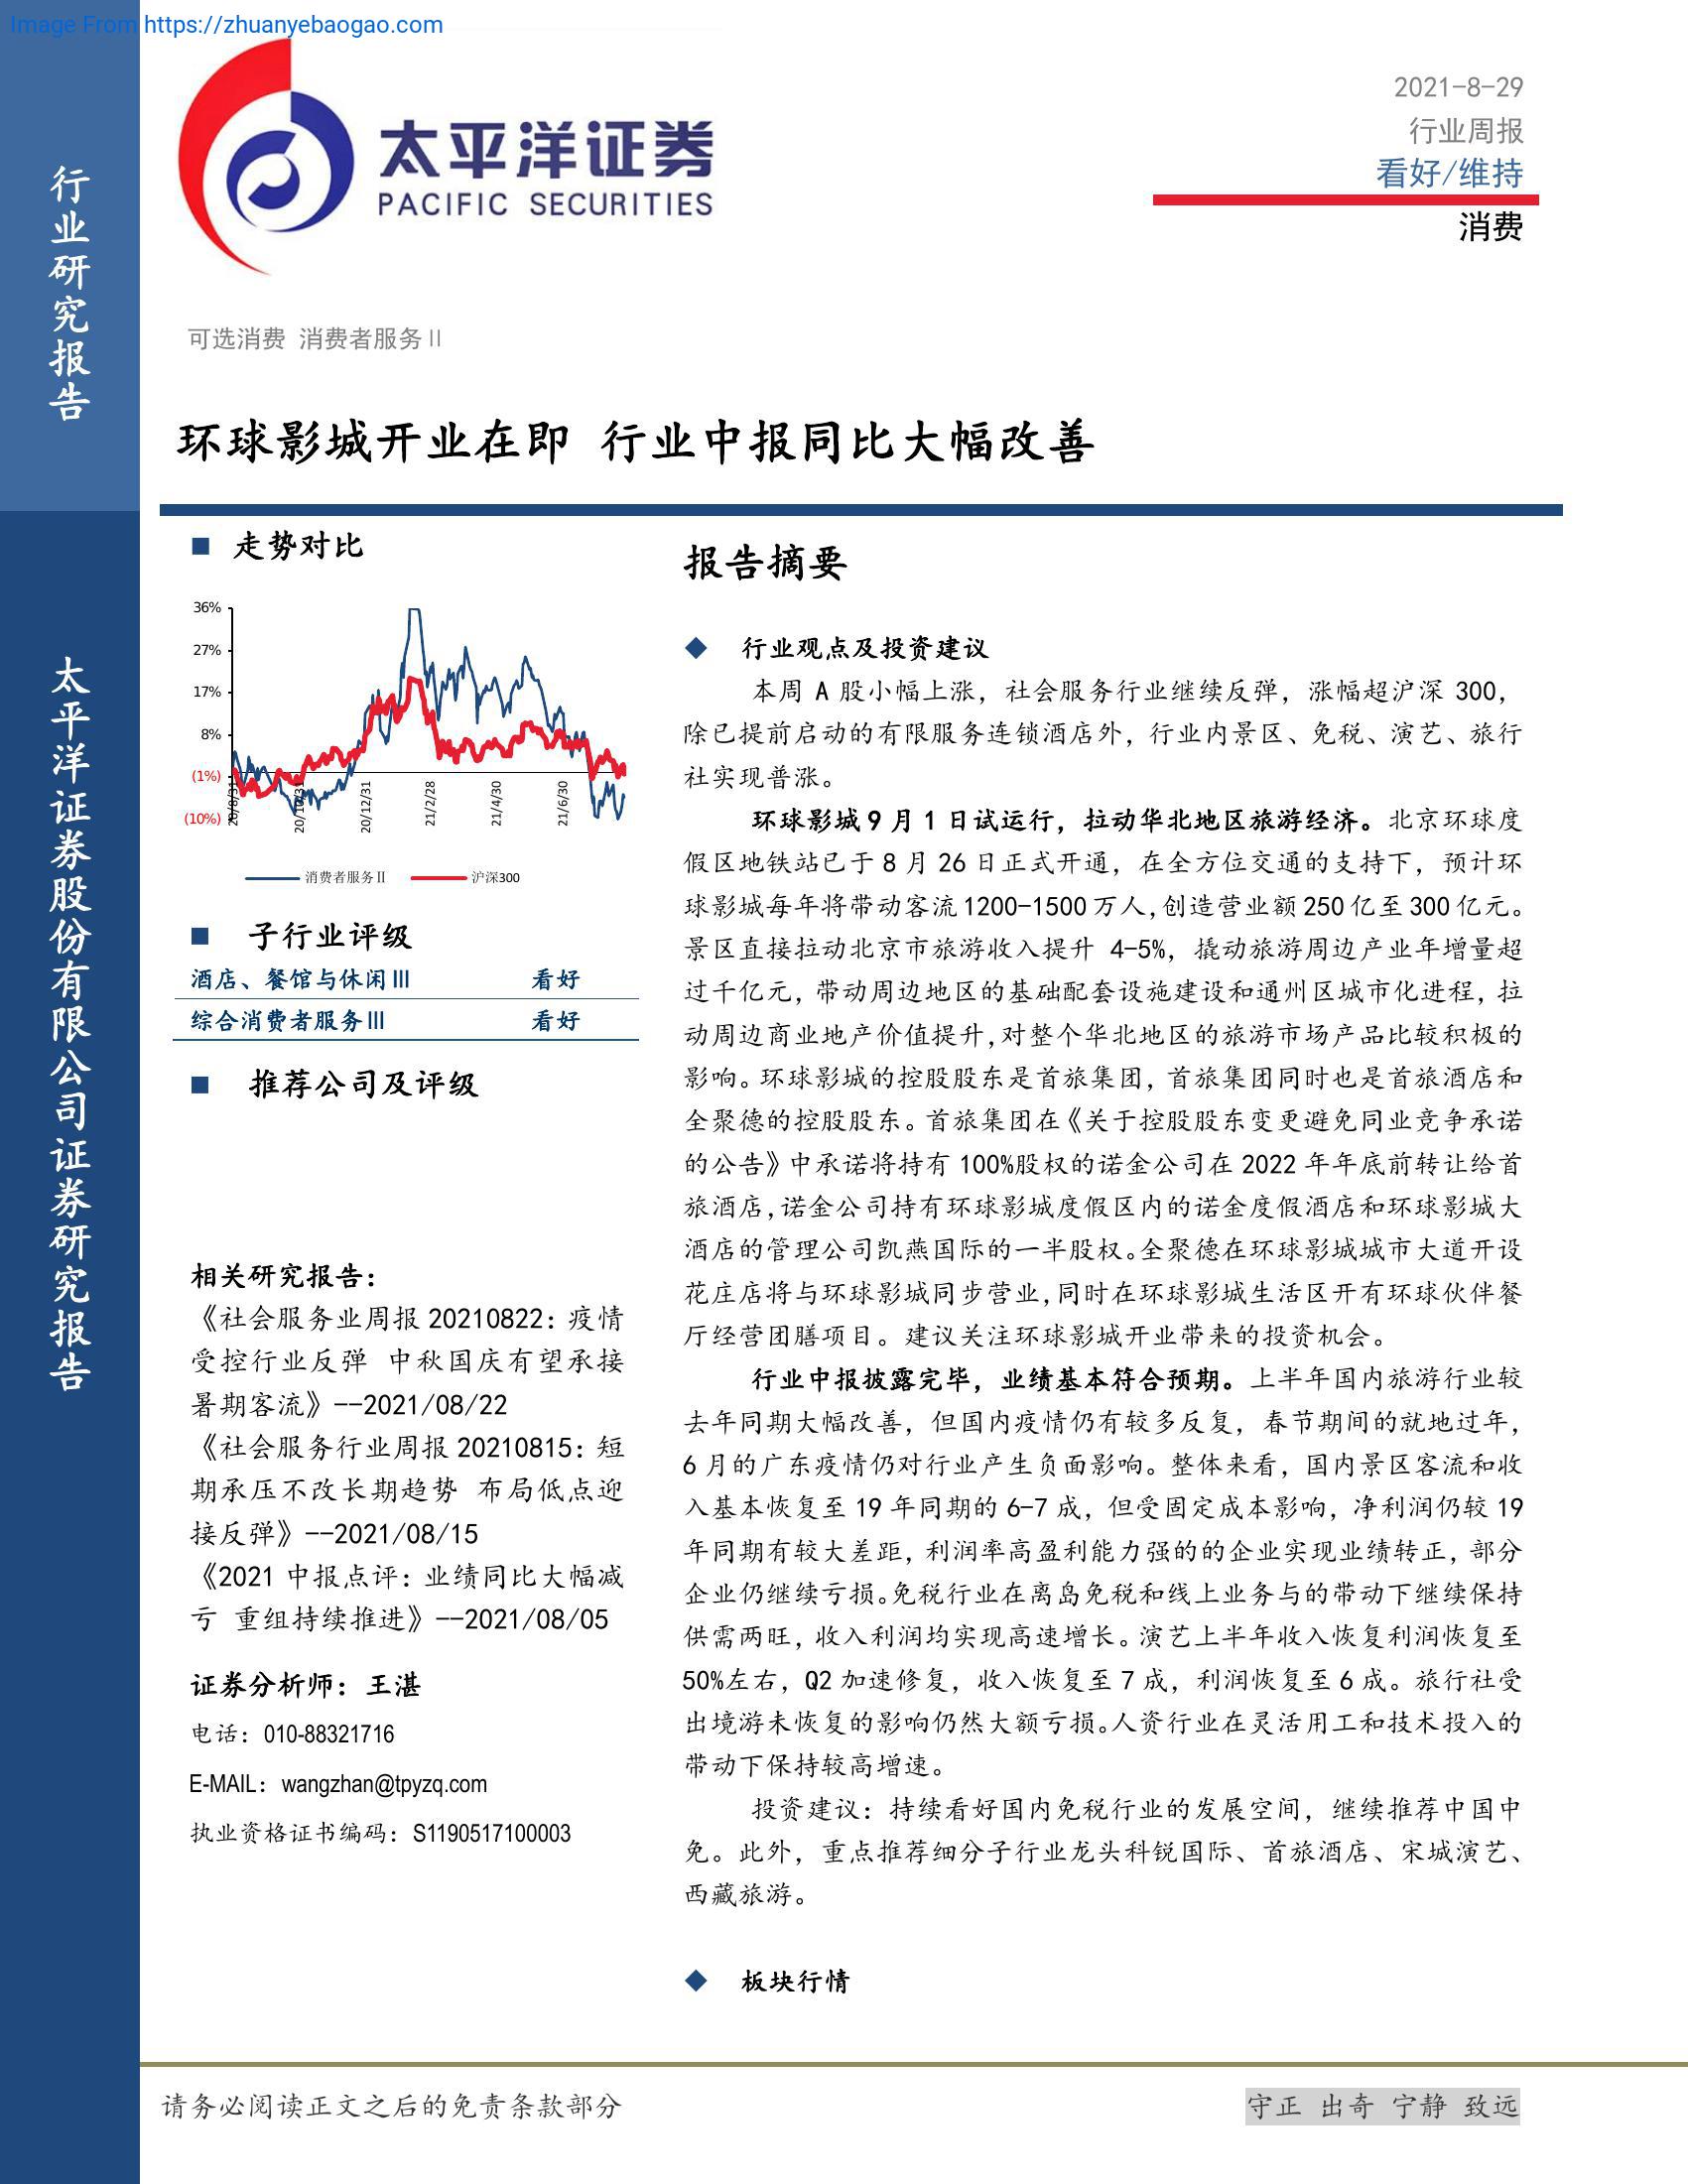 Image From https://zhuanyebaogao.com
行业研究报告
太平洋证券股份有限公司证券研究报告
太平洋证券
PACIFIC SECURITIES
2021-8-29
行业周报
看好/维持
消费
可选消费 消费者服务Ⅱ
环球影城开业在即 行业中报同比大幅改善
■ 走势对比
36%
27%
17%
8%
(1%)
(10%)
20/8/31
20/10/31
20/12/31
21/2/28
21/4/30
21/6/30
消费者服务Ⅱ 沪深300
■ 子行业评级
酒店、餐馆与休闲Ⅲ 看好
综合消费者服务Ⅲ 看好
■ 推荐公司及评级
相关研究报告：
《社会服务业周报 20210822：疫情
受控行业反弹 中秋国庆有望承接
暑期客流》--2021/08/22
《社会服务行业周报 20210815：短
期承压不改长期趋势 布局低点迎
接反弹》--2021/08/15
《2021 中报点评：业绩同比大幅减
亏 重组持续推进》--2021/08/05
证券分析师：王湛
电话：010-88321716
E-MAIL：wangzhan@tpyzq.com
执业资格证书编码：S1190517100003
报告摘要
◆ 行业观点及投资建议
本周 A 股小幅上涨，社会服务行业继续反弹，涨幅超沪深 300，
除已提前启动的有限服务连锁酒店外，行业内景区、免税、演艺、旅行
社实现普涨。
环球影城 9 月 1 日试运行，拉动华北地区旅游经济。北京环球度
假区地铁站已于 8 月 26 日正式开通，在全方位交通的支持下，预计环
球影城每年将带动客流 1200-1500 万人,创造营业额 250 亿至 300 亿元。
景区直接拉动北京市旅游收入提升 4-5%，撬动旅游周边产业年增量超
过千亿元，带动周边地区的基础配套设施建设和通州区城市化进程，拉
动周边商业地产价值提升,对整个华北地区的旅游市场产品比较积极的
影响。环球影城的控股股东是首旅集团，首旅集团同时也是首旅酒店和
全聚德的控股股东。首旅集团在《关于控股股东变更避免同业竞争承诺
的公告》中承诺将持有 100%股权的诺金公司在 2022 年年底前转让给首
旅酒店,诺金公司持有环球影城度假区内的诺金度假酒店和环球影城大
酒店的管理公司凯燕国际的一半股权。全聚德在环球影城城市大道开设
花庄店将与环球影城同步营业,同时在环球影城生活区开有环球伙伴餐
厅经营团膳项目。建议关注环球影城开业带来的投资机会。
行业中报披露完毕，业绩基本符合预期。上半年国内旅游行业较
去年同期大幅改善，但国内疫情仍有较多反复，春节期间的就地过年，
6 月的广东疫情仍对行业产生负面影响。整体来看，国内景区客流和收
入基本恢复至 19 年同期的 6-7 成，但受固定成本影响，净利润仍较 19
年同期有较大差距，利润率高盈利能力强的的企业实现业绩转正，部分
企业仍继续亏损。免税行业在离岛免税和线上业务与的带动下继续保持
供需两旺，收入利润均实现高速增长。演艺上半年收入恢复利润恢复至
50%左右，Q2 加速修复，收入恢复至 7 成，利润恢复至 6 成。旅行社受
出境游未恢复的影响仍然大额亏损。人资行业在灵活用工和技术投入的
带动下保持较高增速。
投资建议：持续看好国内免税行业的发展空间，继续推荐中国中
免。此外，重点推荐细分子行业龙头科锐国际、首旅酒店、宋城演艺、
西藏旅游。
◆ 板块行情
请务必阅读正文之后的免责条款部分
守正 出奇 宁静 致远